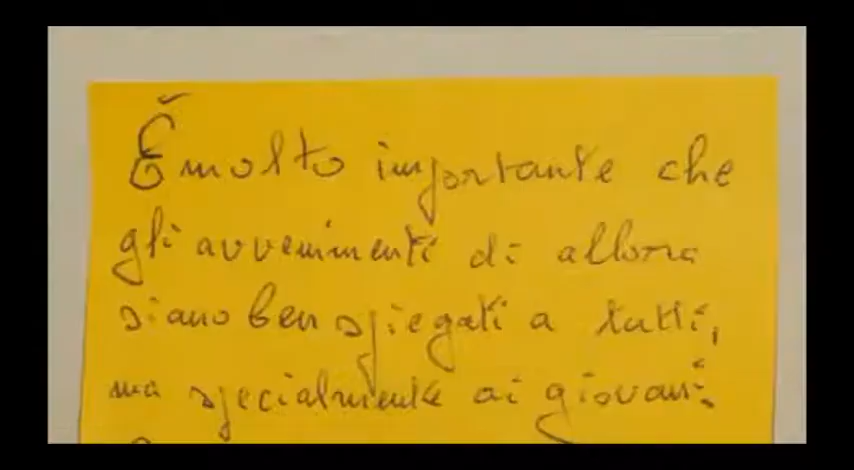 È molto importante che
gli avvenimenti di allora
siano ben spiegati a tutti,
ma specialmente ai giovani.